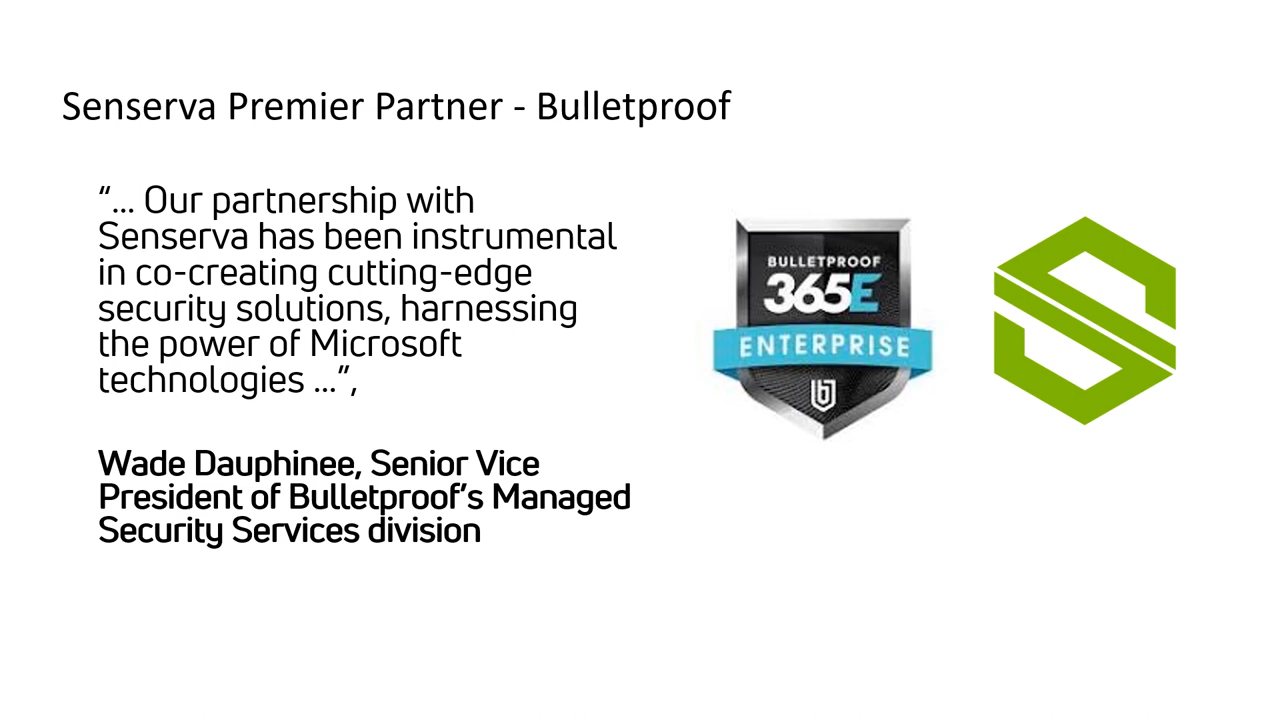 Senserva Premier Partner - Bulletproof
“... Our partnership with
Senserva has been instrumental
in co-creating cutting-edge
security solutions, harnessing
the power of Microsoft
technologies ...”,
Wade Dauphinee, Senior Vice
President of Bulletproof’s Managed
Security Services division
BULLETPROOF
365E
ENTERPRISE